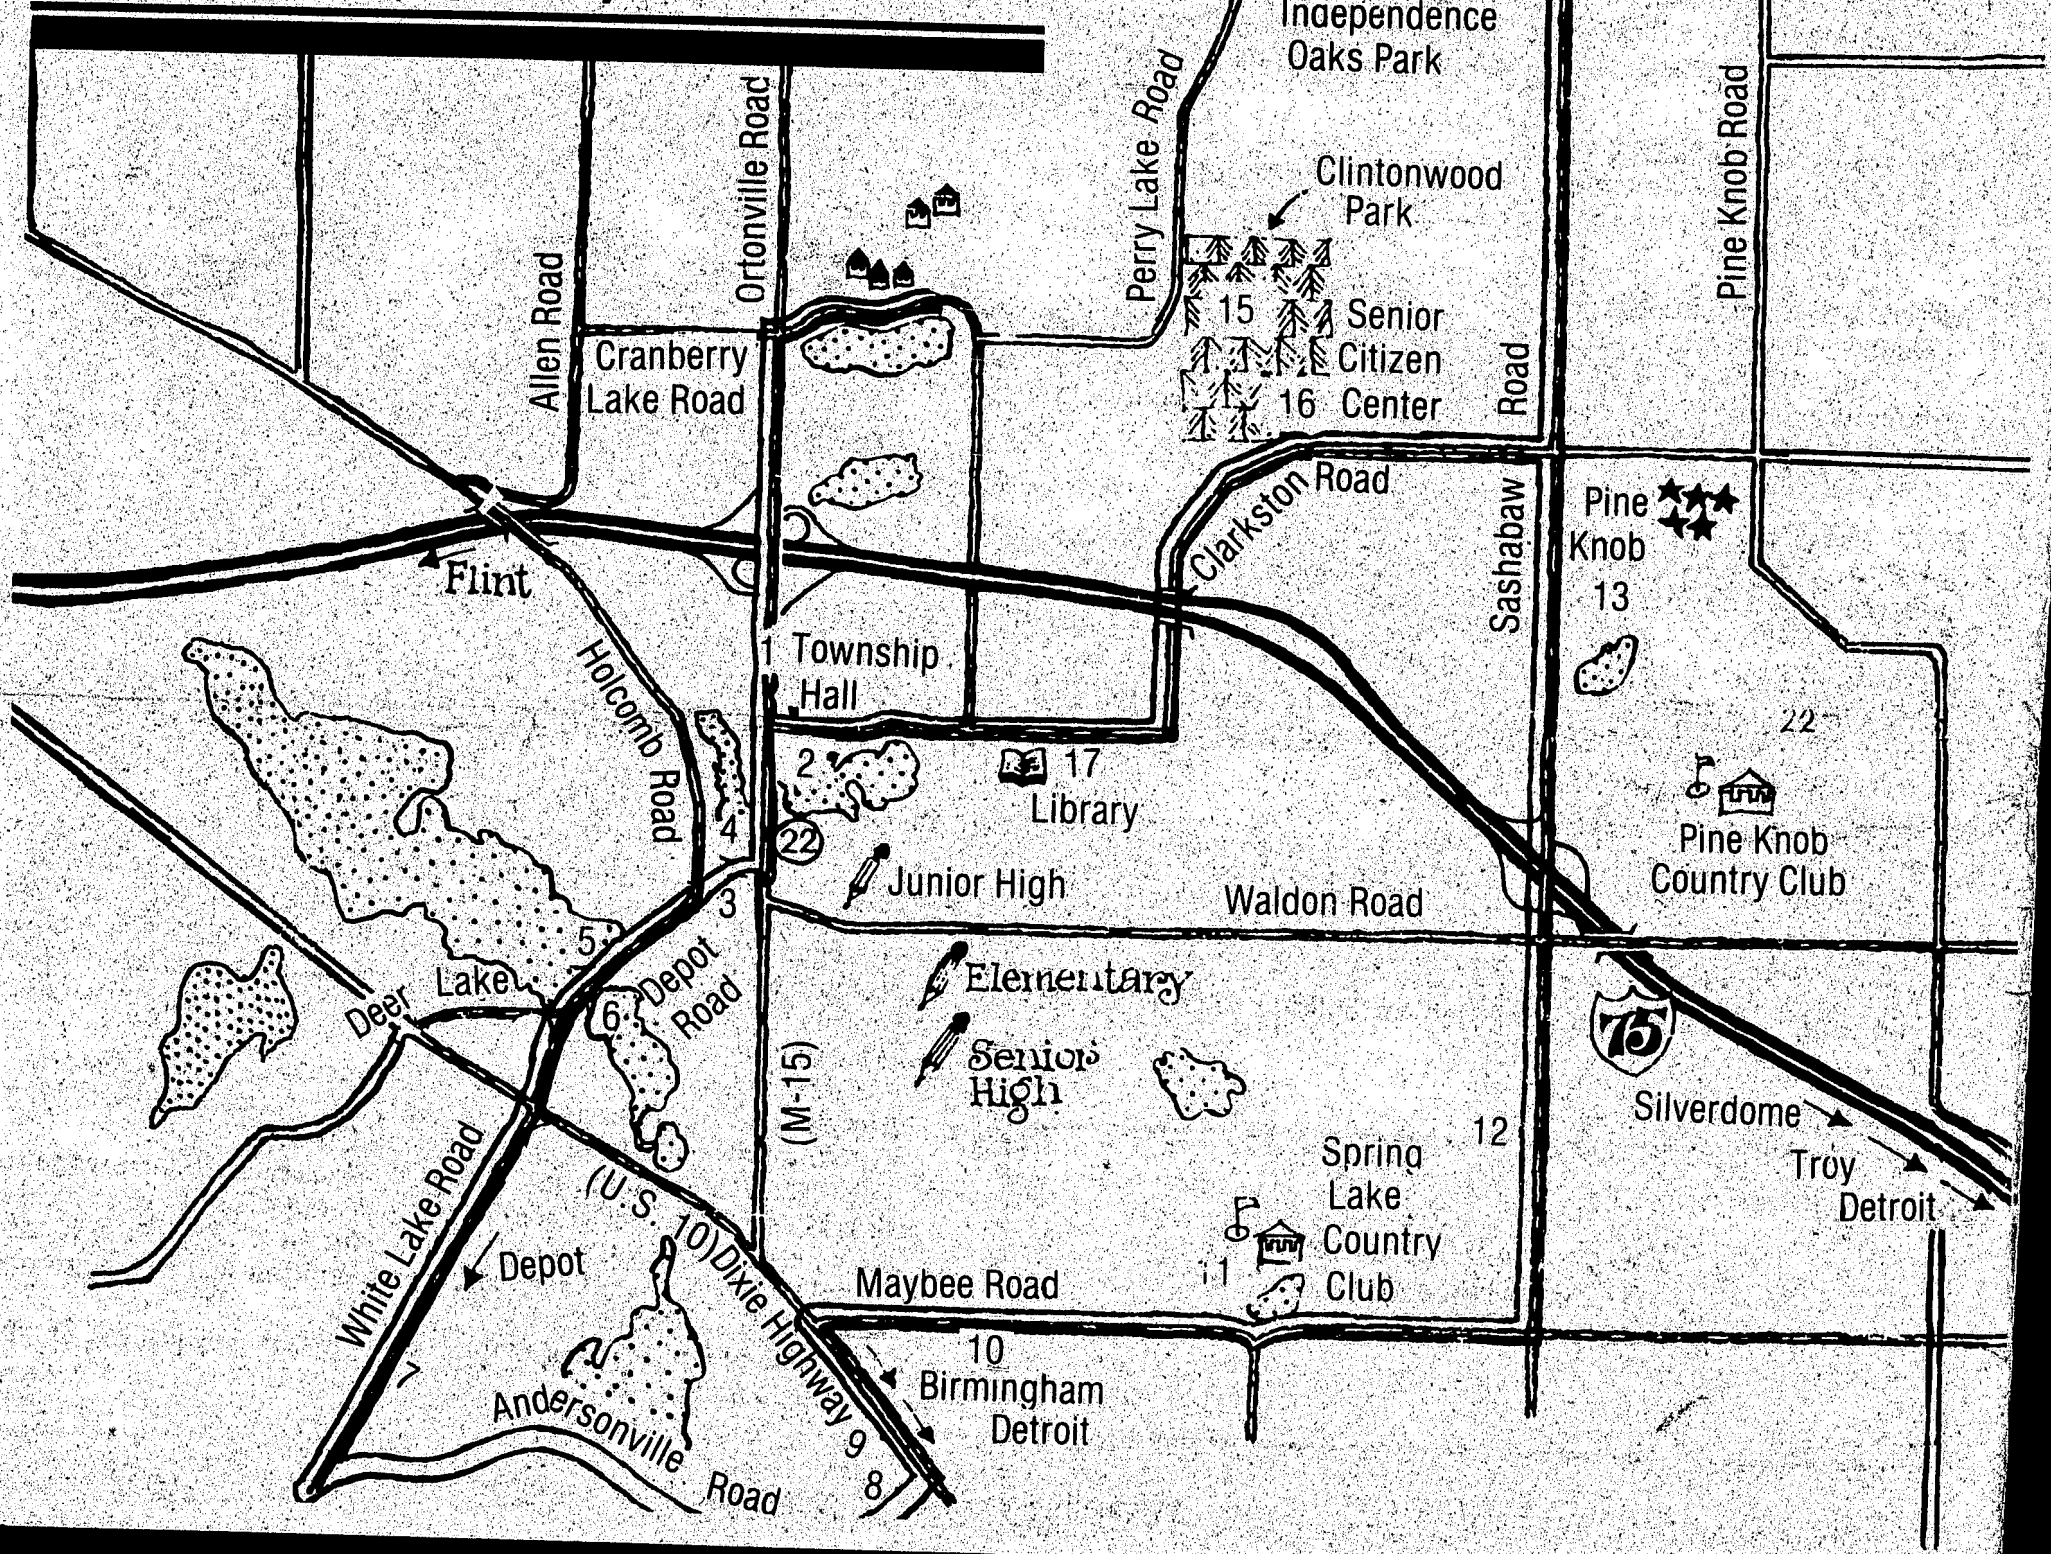 Independence
Oaks Park
Ortonville Road
Perry Lake Road
Pine Knob Road
Clintonwood
Park
Allen Road
15
Senior
Citizen
16 Center
Cranberry
Lake Road
Road
Clarkston Road
Sashabaw
Pine
Knob
13
Flint
Holcomb Road
1 Township
Hall
22
2
17
Library
4
22
Pine Knob
Country Club
3
Junior High
Waldon Road
5
Depot
Road
Elementary
Deer Lake
6
Senior
High
75
(M-15)
Silverdome
Troy
Detroit
12
Spring
Lake
Country
Club
11
White Lake Road
(U.S. 10) Dixie Highway
Depot
Maybee Road
10
Birmingham
Detroit
7
Andersonville Road
9
8